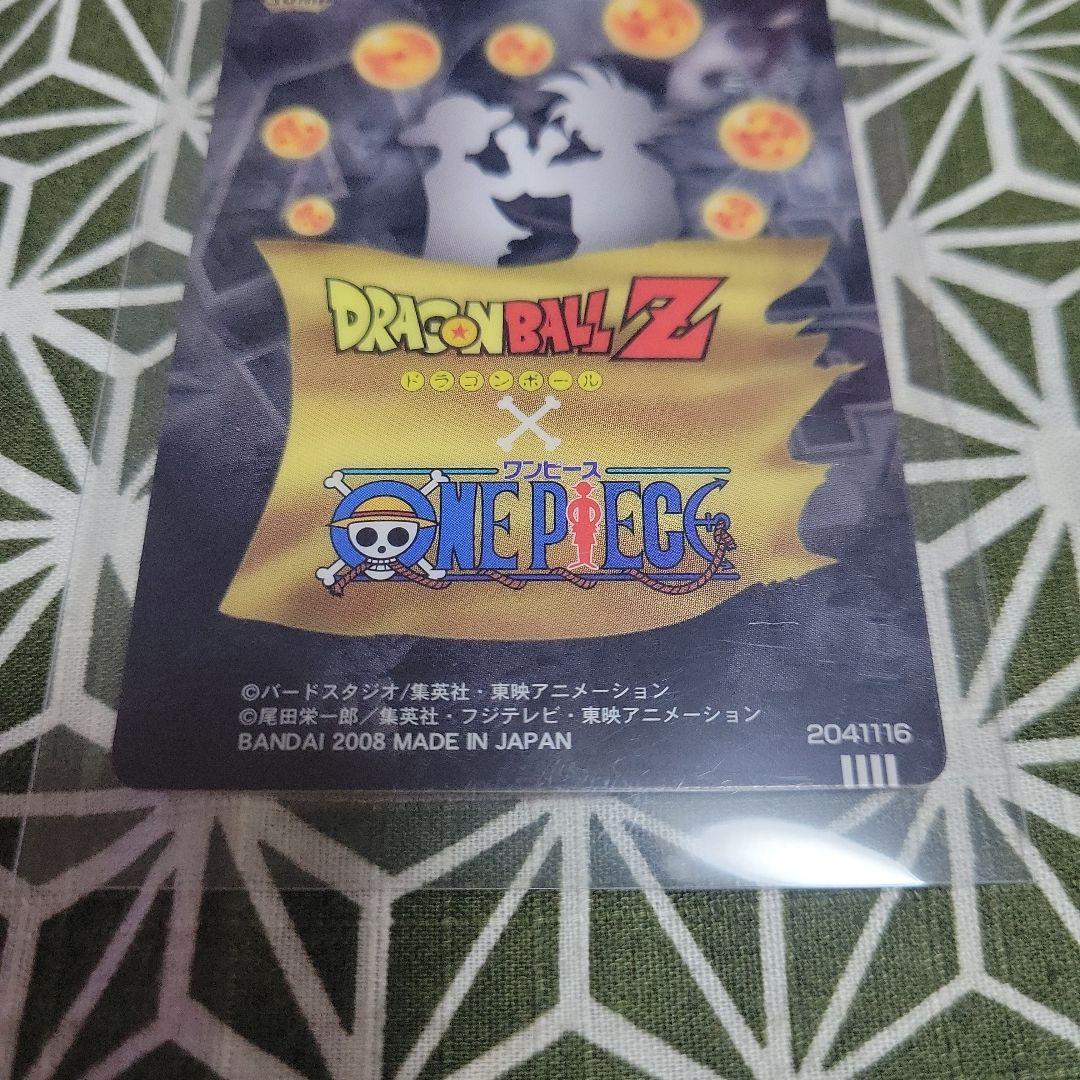 DRAGON BALL Z
ドラゴンボール
×
ワンピース
ONE PIECE
©バードスタジオ/集英社・東映アニメーション
©尾田栄一郎／集英社・フジテレビ・東映アニメーション
BANDAI 2008 MADE IN JAPAN
2041116